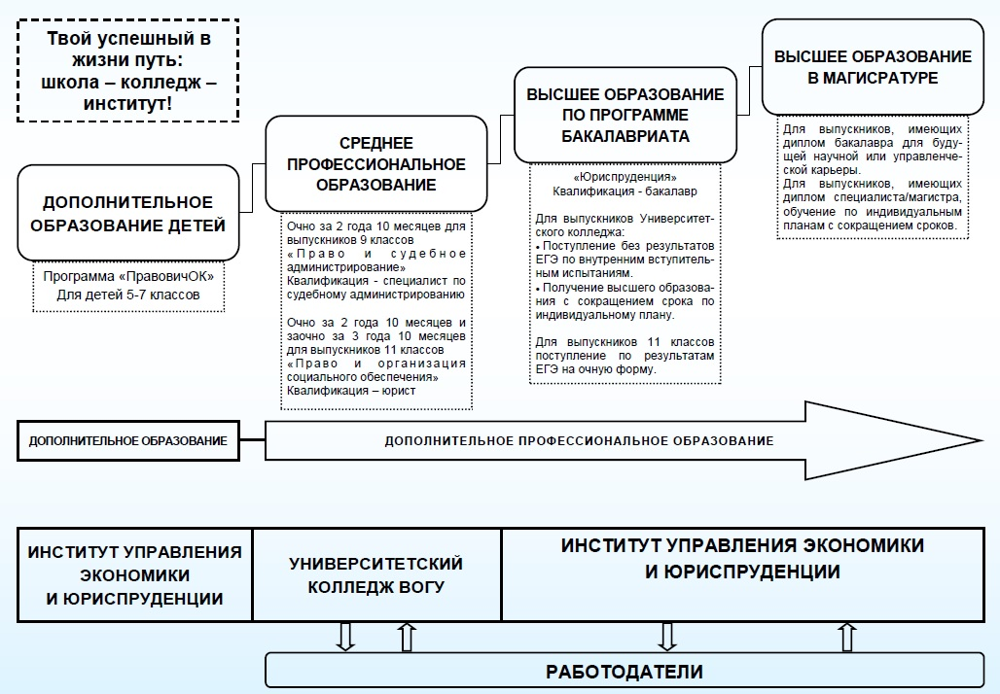 Твой успешный в
жизни путь:
школа – колледж –
институт!
ДОПОЛНИТЕЛЬНОЕ
ОБРАЗОВАНИЕ ДЕТЕЙ
Программа «ПравовичОК»
Для детей 5-7 классов
СРЕДНЕЕ
ПРОФЕССИОНАЛЬНОЕ
ОБРАЗОВАНИЕ
Очно за 2 года 10 месяцев для
выпускников 9 классов
«Право и судебное
администрирование»
Квалификация - специалист по
судебному администрированию
Очно за 2 года 10 месяцев и
заочно за 3 года 10 месяцев
для выпускников 11 классов
«Право и организация
социального обеспечения»
Квалификация – юрист
ВЫСШЕЕ ОБРАЗОВАНИЕ
ПО ПРОГРАММЕ
БАКАЛАВРИАТА
«Юриспруденция»
Квалификация - бакалавр
Для выпускников Университет-
ского колледжа:
• Поступление без результатов
ЕГЭ по внутренним вступитель-
ным испытаниям.
• Получение высшего образова-
ния с сокращением срока по
индивидуальному плану.
Для выпускников 11 классов
поступление по результатам
ЕГЭ на очную форму.
ВЫСШЕЕ ОБРАЗОВАНИЕ
В МАГИСРАТУРЕ
Для выпускников, имеющих
диплом бакалавра для буду-
щей научной или управленче-
ской карьеры.
Для выпускников, имеющих
диплом специалиста/магистра,
обучение по индивидуальным
планам с сокращением сроков.
ДОПОЛНИТЕЛЬНОЕ ОБРАЗОВАНИЕ
ДОПОЛНИТЕЛЬНОЕ ПРОФЕССИОНАЛЬНОЕ ОБРАЗОВАНИЕ
ИНСТИТУТ УПРАВЛЕНИЯ
ЭКОНОМИКИ
И ЮРИСПРУДЕНЦИИ
УНИВЕРСИТЕТСКИЙ
КОЛЛЕДЖ ВОГУ
ИНСТИТУТ УПРАВЛЕНИЯ ЭКОНОМИКИ
И ЮРИСПРУДЕНЦИИ
РАБОТОДАТЕЛИ